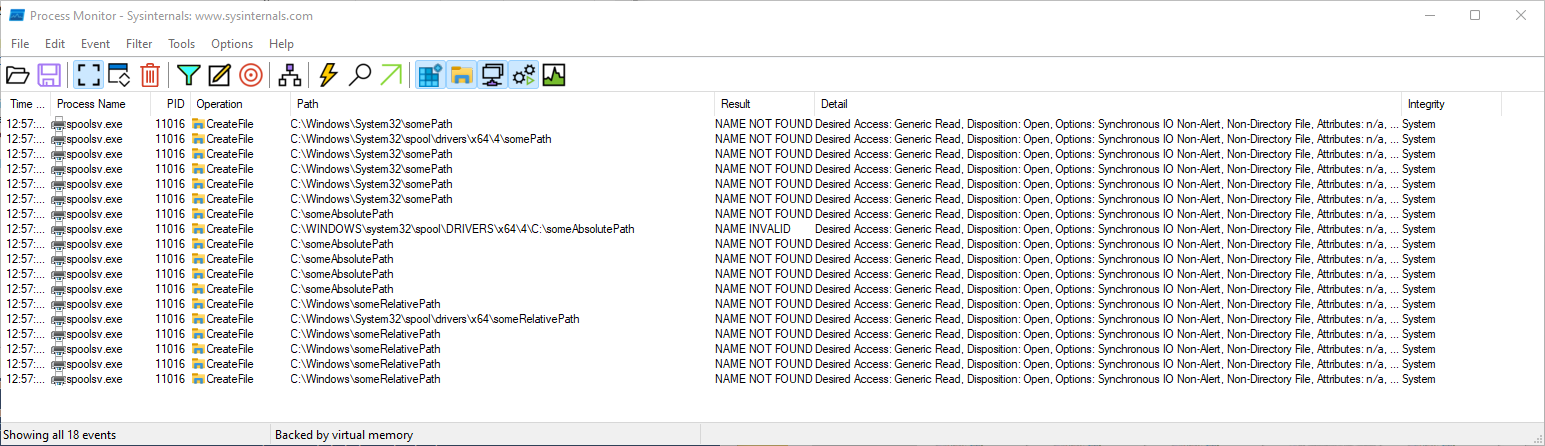 Process Monitor - Sysinternals: www.sysinternals.com
File Edit Event Filter Tools Options Help
Time ... Process Name PID Operation Path Result Detail Integrity
12:57:... spoolsv.exe 11016 CreateFile C:\Windows\System32\somePath NAME NOT FOUND Desired Access: Generic Read, Disposition: Open, Options: Synchronous IO Non-Alert, Non-Directory File, Attributes: n/a, ... System
12:57:... spoolsv.exe 11016 CreateFile C:\Windows\System32\spool\drivers\x64\4\somePath NAME NOT FOUND Desired Access: Generic Read, Disposition: Open, Options: Synchronous IO Non-Alert, Non-Directory File, Attributes: n/a, ... System
12:57:... spoolsv.exe 11016 CreateFile C:\Windows\System32\somePath NAME NOT FOUND Desired Access: Generic Read, Disposition: Open, Options: Synchronous IO Non-Alert, Non-Directory File, Attributes: n/a, ... System
12:57:... spoolsv.exe 11016 CreateFile C:\Windows\System32\somePath NAME NOT FOUND Desired Access: Generic Read, Disposition: Open, Options: Synchronous IO Non-Alert, Non-Directory File, Attributes: n/a, ... System
12:57:... spoolsv.exe 11016 CreateFile C:\Windows\System32\somePath NAME NOT FOUND Desired Access: Generic Read, Disposition: Open, Options: Synchronous IO Non-Alert, Non-Directory File, Attributes: n/a, ... System
12:57:... spoolsv.exe 11016 CreateFile C:\Windows\System32\somePath NAME NOT FOUND Desired Access: Generic Read, Disposition: Open, Options: Synchronous IO Non-Alert, Non-Directory File, Attributes: n/a, ... System
12:57:... spoolsv.exe 11016 CreateFile C:\someAbsolutePath NAME NOT FOUND Desired Access: Generic Read, Disposition: Open, Options: Synchronous IO Non-Alert, Non-Directory File, Attributes: n/a, ... System
12:57:... spoolsv.exe 11016 CreateFile C:\WINDOWS\system32\spool\DRIVERS\x64\4\C:\someAbsolutePath NAME INVALID Desired Access: Generic Read, Disposition: Open, Options: Synchronous IO Non-Alert, Non-Directory File, Attributes: n/a, ... System
12:57:... spoolsv.exe 11016 CreateFile C:\someAbsolutePath NAME NOT FOUND Desired Access: Generic Read, Disposition: Open, Options: Synchronous IO Non-Alert, Non-Directory File, Attributes: n/a, ... System
12:57:... spoolsv.exe 11016 CreateFile C:\someAbsolutePath NAME NOT FOUND Desired Access: Generic Read, Disposition: Open, Options: Synchronous IO Non-Alert, Non-Directory File, Attributes: n/a, ... System
12:57:... spoolsv.exe 11016 CreateFile C:\someAbsolutePath NAME NOT FOUND Desired Access: Generic Read, Disposition: Open, Options: Synchronous IO Non-Alert, Non-Directory File, Attributes: n/a, ... System
12:57:... spoolsv.exe 11016 CreateFile C:\someAbsolutePath NAME NOT FOUND Desired Access: Generic Read, Disposition: Open, Options: Synchronous IO Non-Alert, Non-Directory File, Attributes: n/a, ... System
12:57:... spoolsv.exe 11016 CreateFile C:\Windows\someRelativePath NAME NOT FOUND Desired Access: Generic Read, Disposition: Open, Options: Synchronous IO Non-Alert, Non-Directory File, Attributes: n/a, ... System
12:57:... spoolsv.exe 11016 CreateFile C:\Windows\System32\spool\drivers\x64\someRelativePath NAME NOT FOUND Desired Access: Generic Read, Disposition: Open, Options: Synchronous IO Non-Alert, Non-Directory File, Attributes: n/a, ... System
12:57:... spoolsv.exe 11016 CreateFile C:\Windows\someRelativePath NAME NOT FOUND Desired Access: Generic Read, Disposition: Open, Options: Synchronous IO Non-Alert, Non-Directory File, Attributes: n/a, ... System
12:57:... spoolsv.exe 11016 CreateFile C:\Windows\someRelativePath NAME NOT FOUND Desired Access: Generic Read, Disposition: Open, Options: Synchronous IO Non-Alert, Non-Directory File, Attributes: n/a, ... System
12:57:... spoolsv.exe 11016 CreateFile C:\Windows\someRelativePath NAME NOT FOUND Desired Access: Generic Read, Disposition: Open, Options: Synchronous IO Non-Alert, Non-Directory File, Attributes: n/a, ... System
12:57:... spoolsv.exe 11016 CreateFile C:\Windows\someRelativePath NAME NOT FOUND Desired Access: Generic Read, Disposition: Open, Options: Synchronous IO Non-Alert, Non-Directory File, Attributes: n/a, ... System
Showing all 18 events Backed by virtual memory